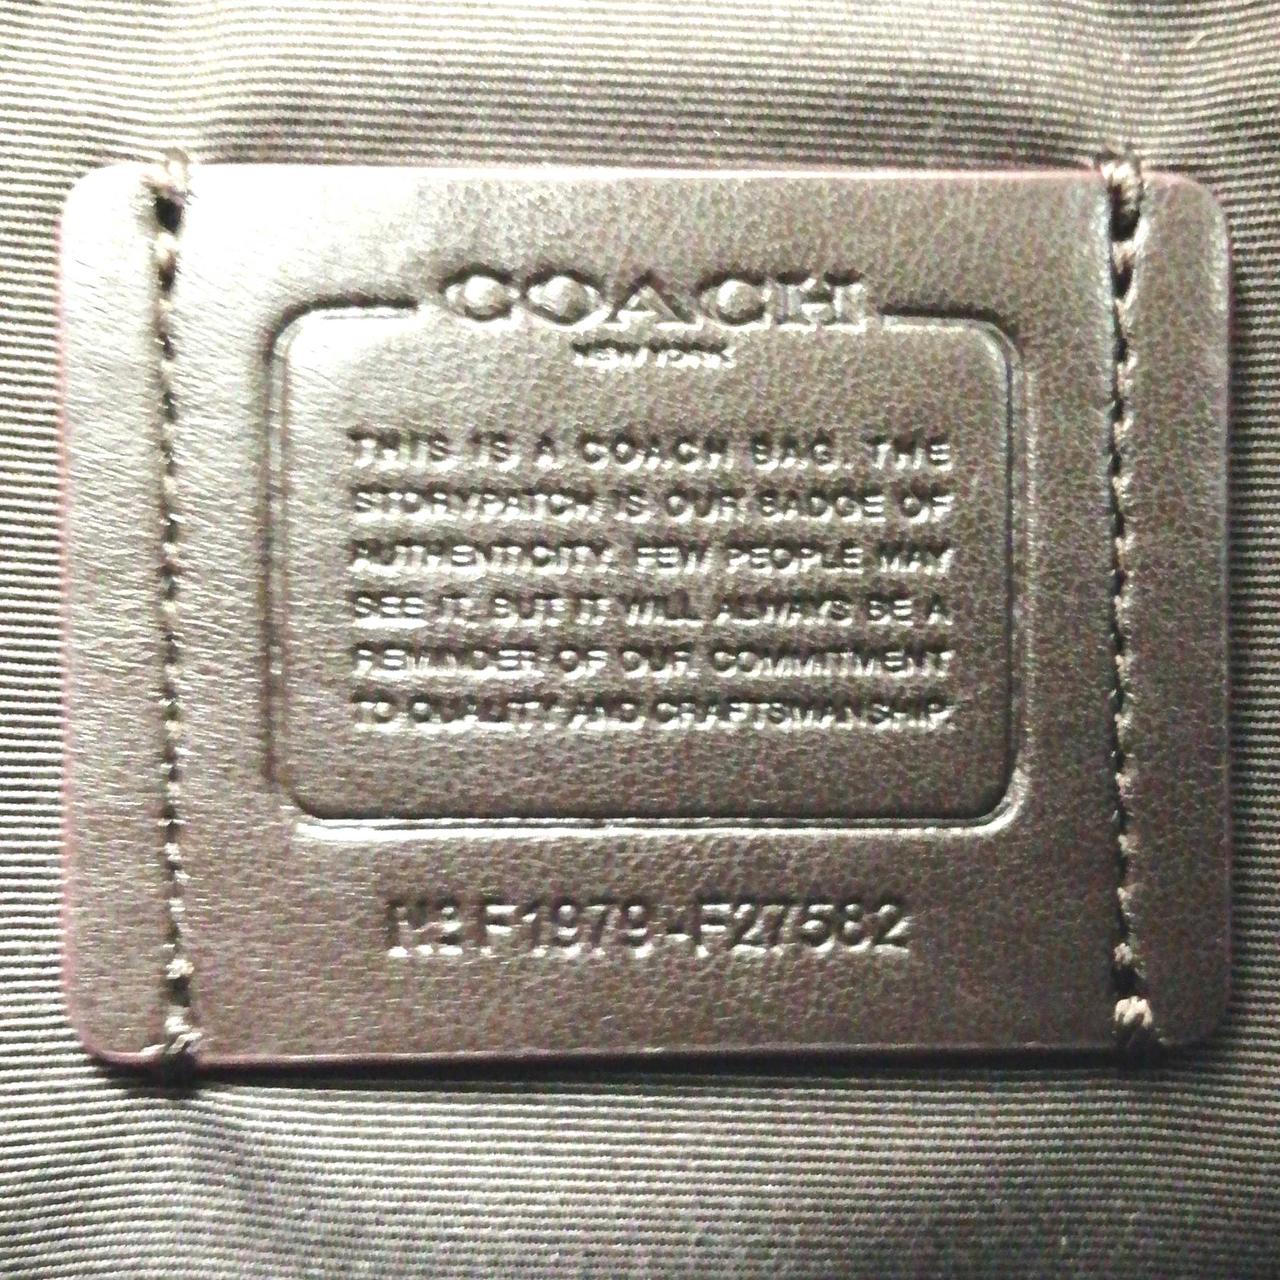 COACH
NEW YORK
THIS IS A COACH BAG. THE
STORYPATCH IS OUR BADGE OF
AUTHENTICITY. FEW PEOPLE MAY
SEE IT, BUT IT WILL ALWAYS BE A
REMINDER OF OUR COMMITMENT
TO QUALITY AND CRAFTSMANSHIP.
F1979-F27582